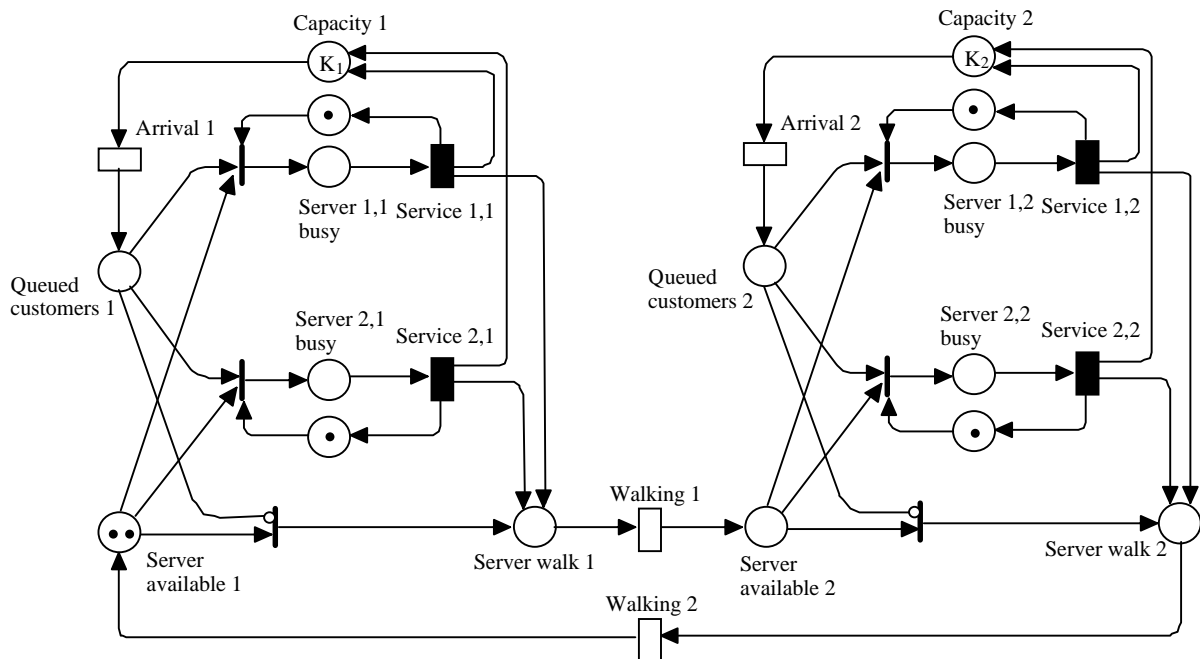 Capacity 1
K1
Arrival 1
Server 1,1
busy
Service 1,1
Queued
customers 1
Server 2,1
busy
Service 2,1
Server
available 1
Server walk 1
Walking 1
Walking 2
Capacity 2
K2
Arrival 2
Server 1,2
busy
Service 1,2
Queued
customers 2
Server 2,2
busy
Service 2,2
Server
available 2
Server walk 2